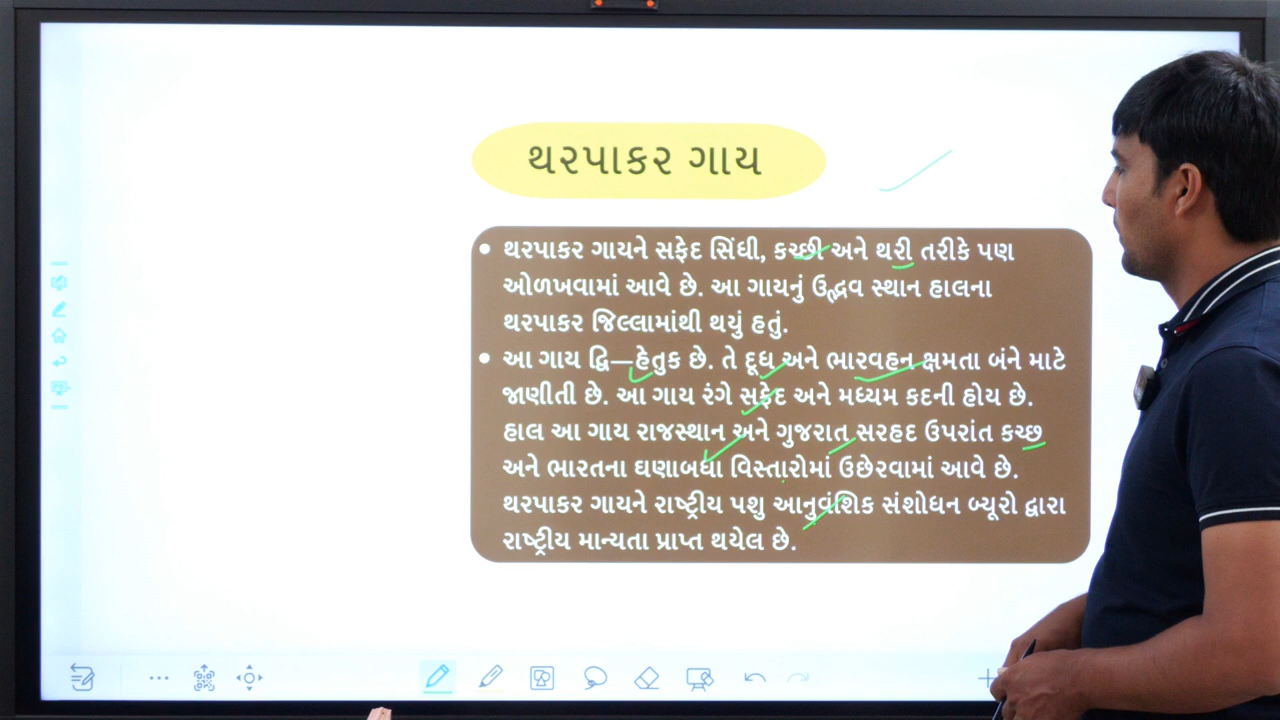 થરપાકર ગાય
• થરપાકર ગાયને સફેદ સિંધી, કચ્છી અને થરી તરીકે પણ
ઓળખવામાં આવે છે. આ ગાયનું ઉદ્ભવ સ્થાન હાલના
થરપાકર જિલ્લામાંથી થયું હતું.
• આ ગાય દ્વિ—હેતુક છે. તે દૂધ અને ભારવહન ક્ષમતા બંને માટે
જાણીતી છે. આ ગાય રંગે સફેદ અને મધ્યમ કદની હોય છે.
હાલ આ ગાય રાજસ્થાન અને ગુજરાત સરહદ ઉપરાંત કચ્છ
અને ભારતના ઘણાબધા વિસ્તારોમાં ઉછેરવામાં આવે છે.
થરપાકર ગાયને રાષ્ટ્રીય પશુ આનુવંશિક સંશોધન બ્યૂરો દ્વારા
રાષ્ટ્રીય માન્યતા પ્રાપ્ત થયેલ છે.